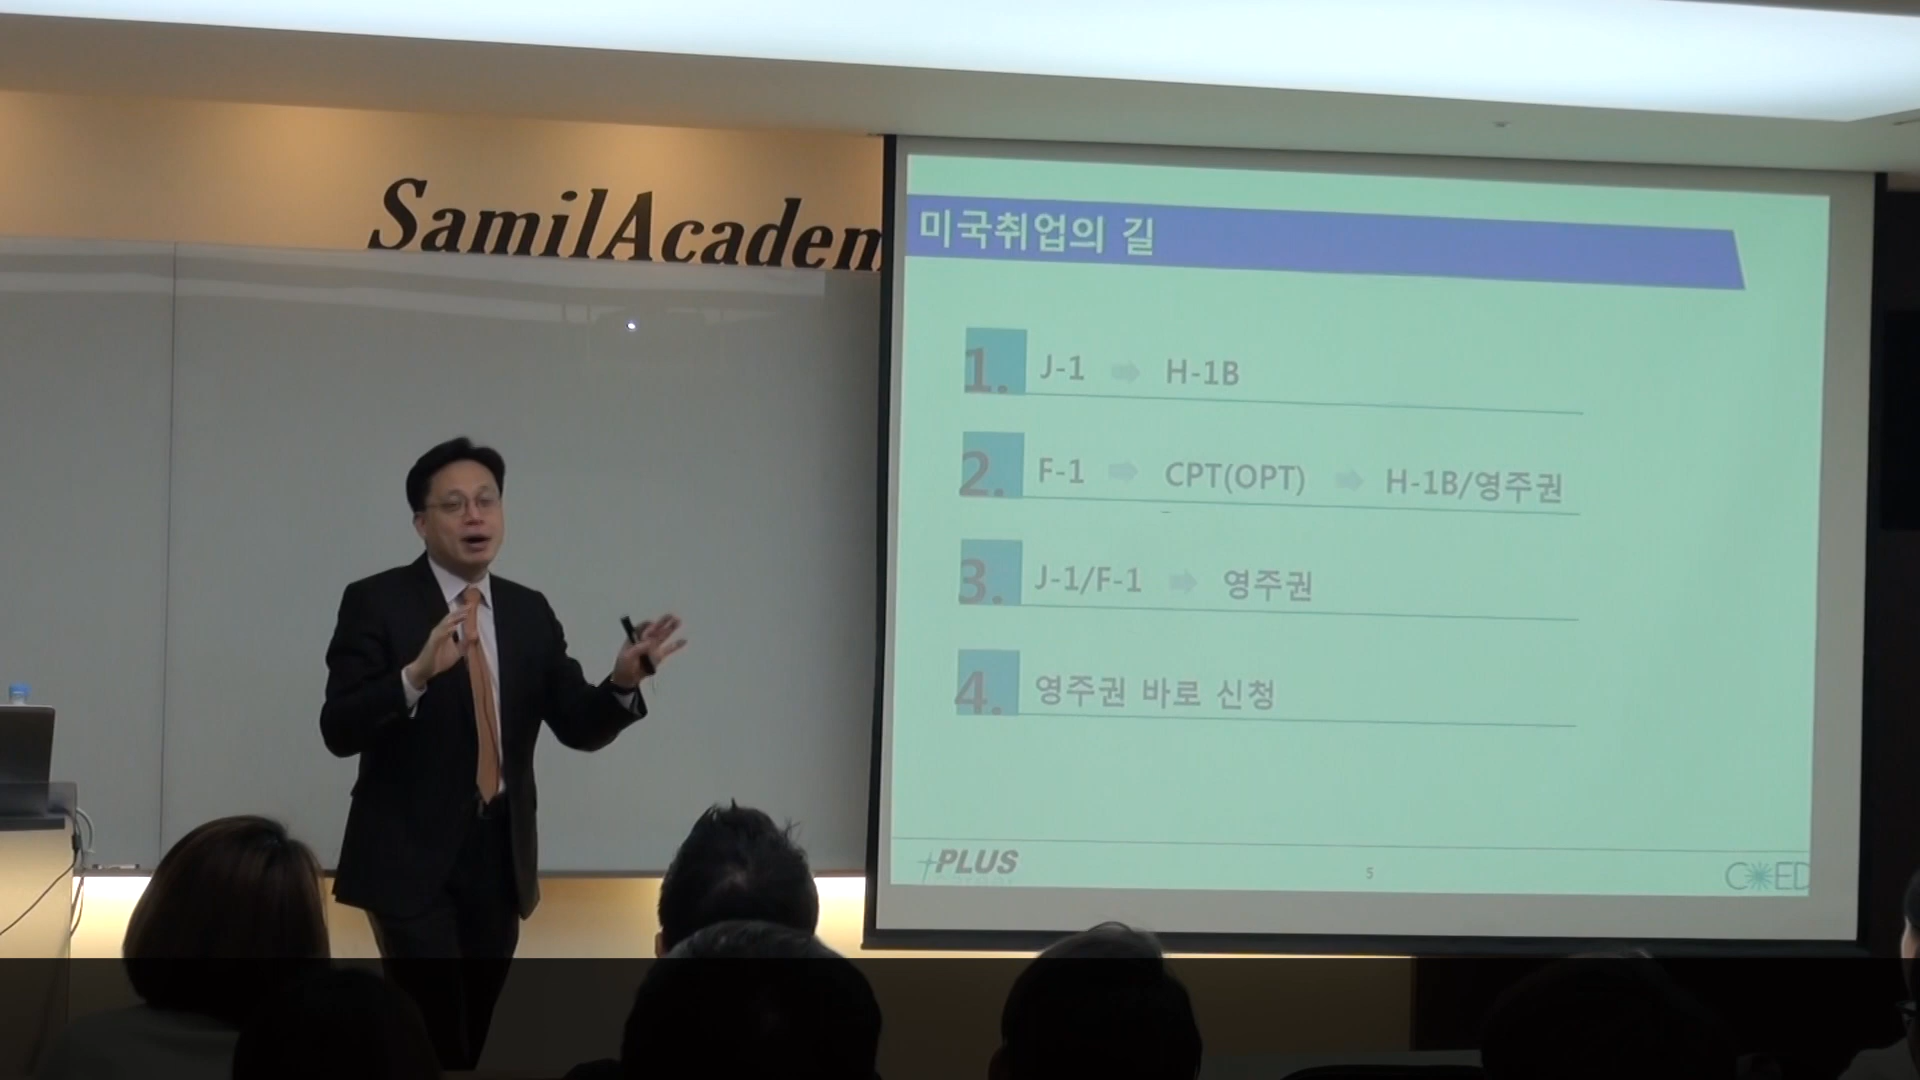 SamilAcadem
미국취업의 길
1. J-1 ➡ H-1B
2. F-1 ➡ CPT(OPT) ➡ H-1B/영주권
3. J-1/F-1 ➡ 영주권
4. 영주권 바로 신청
PLUS
5
COED